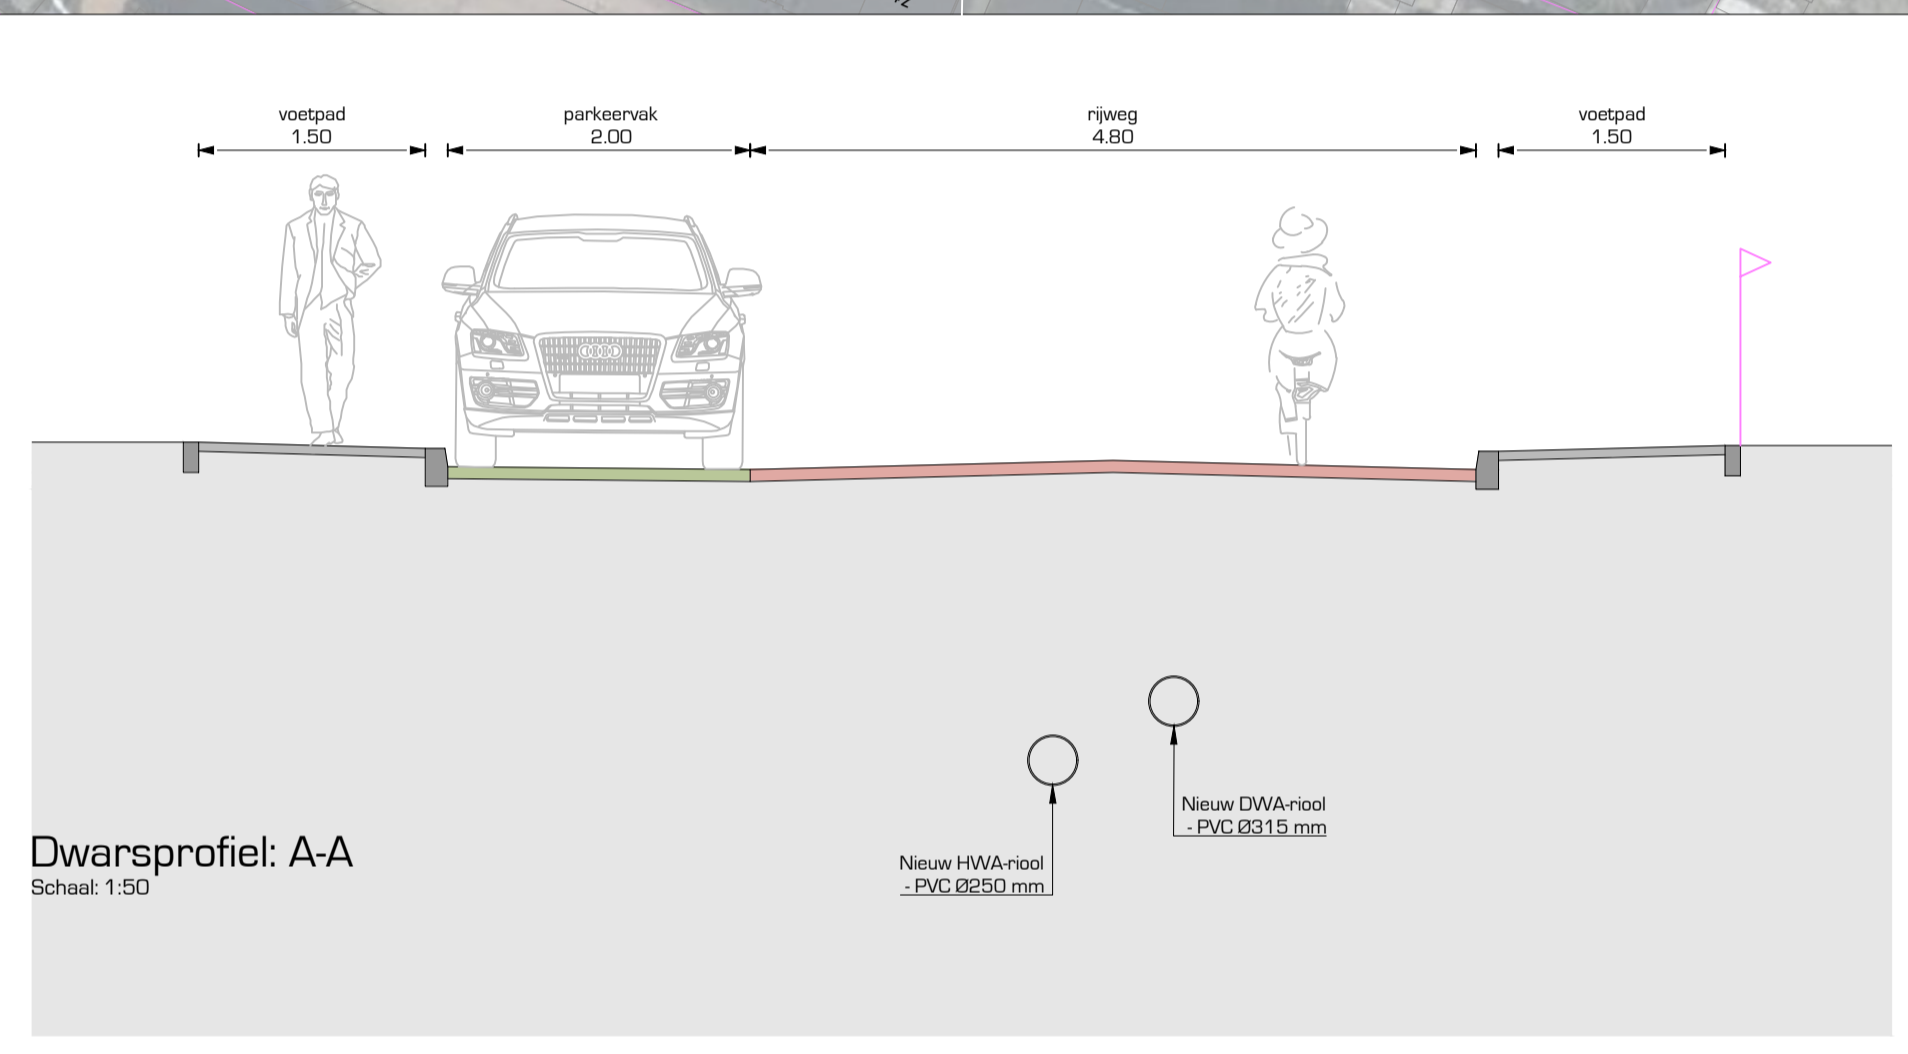 voetpad
1.50
parkeervak
2.00
rijweg
4.80
voetpad
1.50
Nieuw DWA-riool
- PVC Ø315 mm
Nieuw HWA-riool
- PVC Ø250 mm
Dwarsprofiel: A-A
Schaal: 1:50